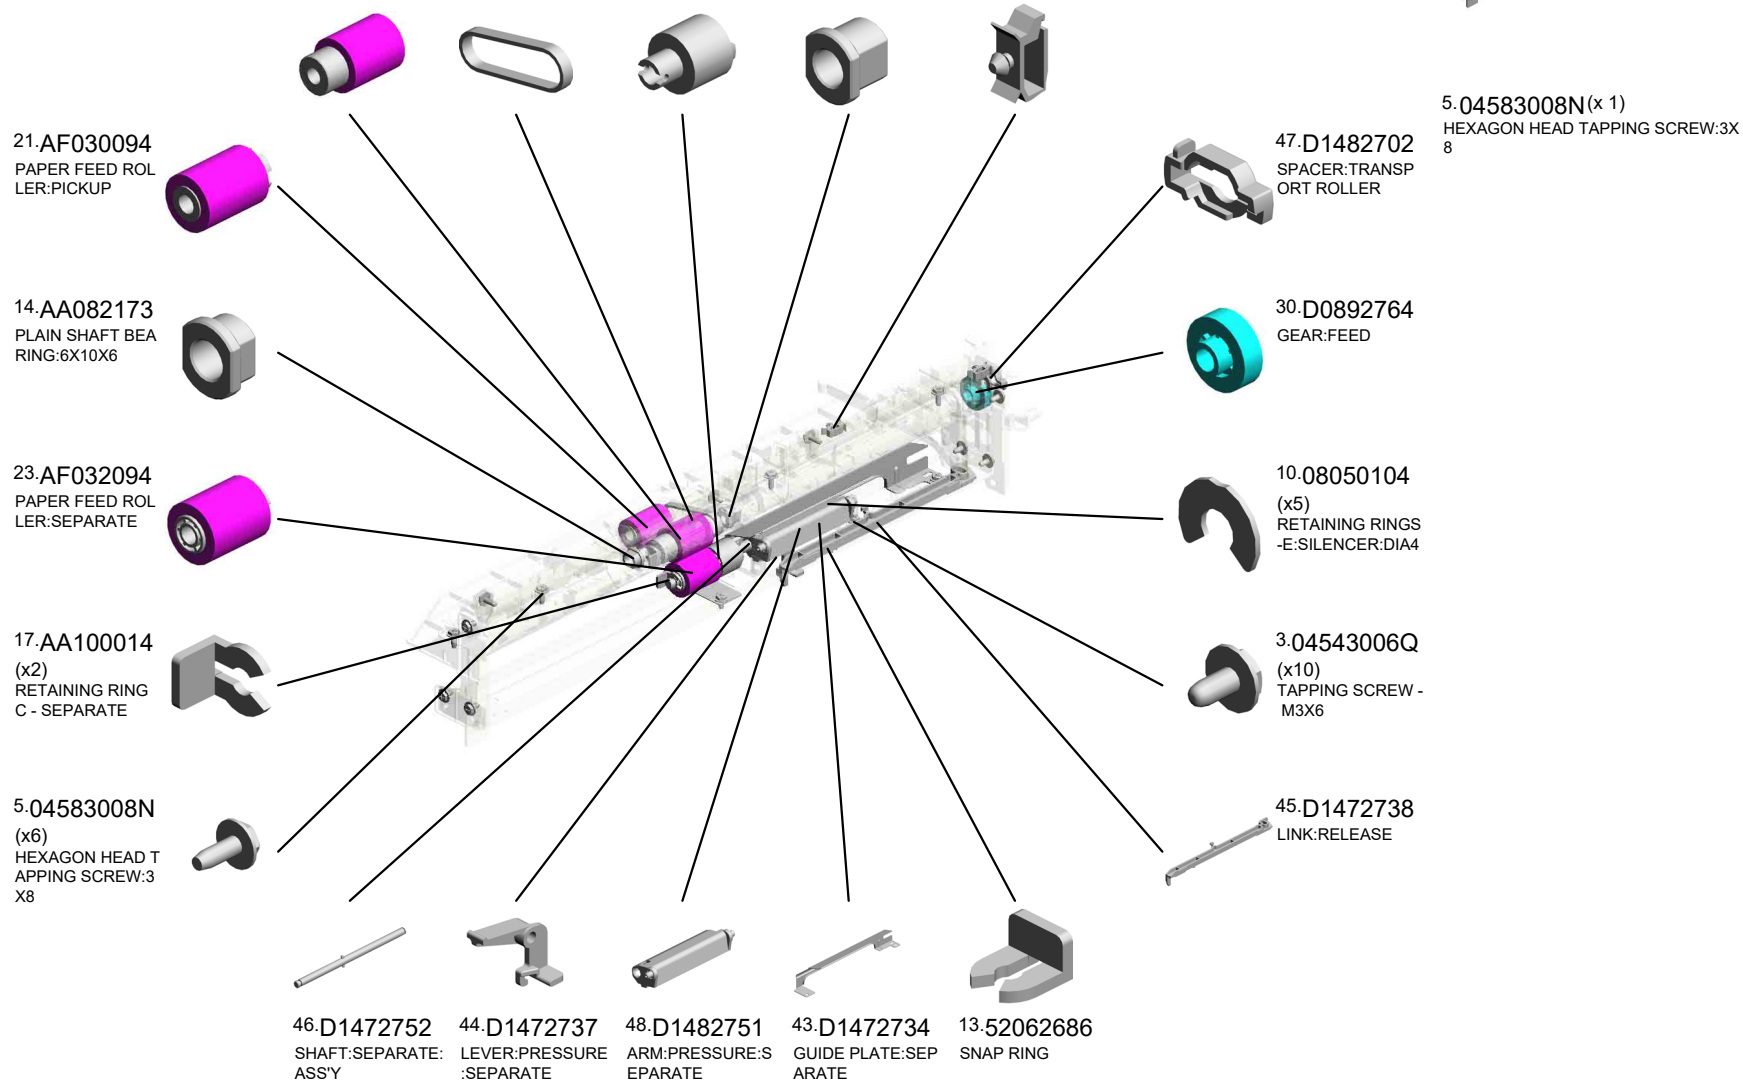 21.AF030094
PAPER FEED ROL
LER:PICKUP
14.AA082173
PLAIN SHAFT BEA
RING:6X10X6
23.AF032094
PAPER FEED ROL
LER:SEPARATE
17.AA100014
(x2)
RETAINING RING
C - SEPARATE
5.04583008N
(x6)
HEXAGON HEAD T
APPING SCREW:3
X8
46.D1472752
SHAFT:SEPARATE:
ASS'Y
44.D1472737
LEVER:PRESSURE
:SEPARATE
48.D1482751
ARM:PRESSURE:S
EPARATE
43.D1472734
GUIDE PLATE:SEP
ARATE
13.52062686
SNAP RING
47.D1482702
SPACER:TRANSP
ORT ROLLER
30.D0892764
GEAR:FEED
10.08050104
(x5)
RETAINING RINGS
-E:SILENCER:DIA4
3.04543006Q
(x10)
TAPPING SCREW -
M3X6
45.D1472738
LINK:RELEASE
5.04583008N(x 1)
HEXAGON HEAD TAPPING SCREW:3X
8